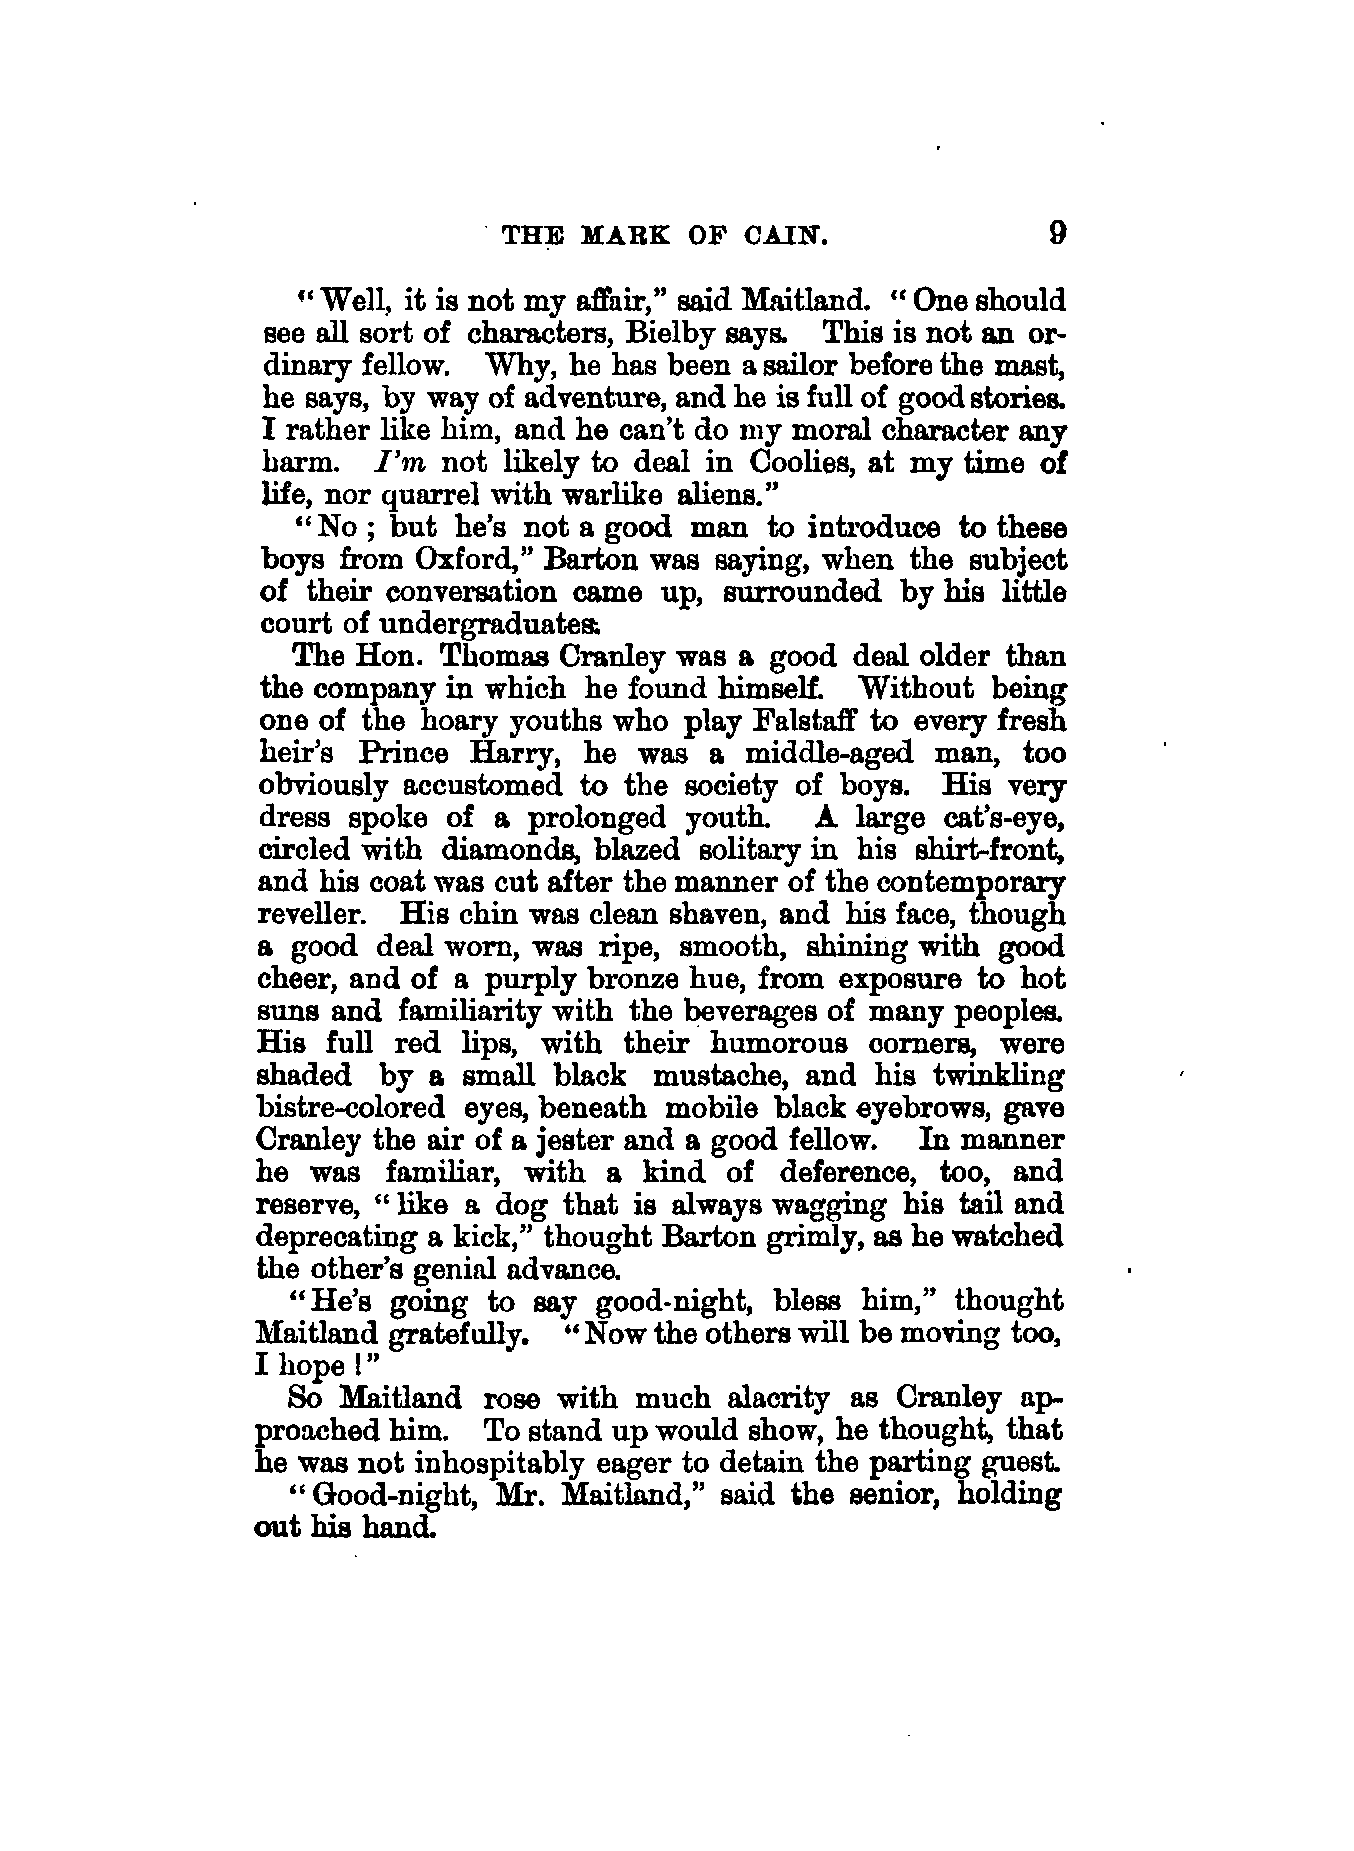 THE MARK OF CAIN. 9
"Well, it is not my affair," said Maitland. "One should
see all sort of characters, Bielby says. This is not an or-
dinary fellow. Why, he has been a sailor before the mast,
he says, by way of adventure, and he is full of good stories.
I rather like him, and he can't do my moral character any
harm. I'm not likely to deal in Coolies, at my time of
life, nor quarrel with warlike aliens."
"No; but he's not a good man to introduce to these
boys from Oxford," Barton was saying, when the subject
of their conversation came up, surrounded by his little
court of undergraduates.
The Hon. Thomas Cranley was a good deal older than
the company in which he found himself. Without being
one of the hoary youths who play Falstaff to every fresh
heir's Prince Harry, he was a middle-aged man, too
obviously accustomed to the society of boys. His very
dress spoke of a prolonged youth. A large cat's-eye,
circled with diamonds, blazed solitary in his shirt-front,
and his coat was cut after the manner of the contemporary
reveller. His chin was clean shaven, and his face, though
a good deal worn, was ripe, smooth, shining with good
cheer, and of a purply bronze hue, from exposure to hot
suns and familiarity with the beverages of many peoples.
His full red lips, with their humorous corners, were
shaded by a small black mustache, and his twinkling
bistre-colored eyes, beneath mobile black eyebrows, gave
Cranley the air of a jester and a good fellow. In manner
he was familiar, with a kind of deference, too, and
reserve, "like a dog that is always wagging his tail and
deprecating a kick," thought Barton grimly, as he watched
the other's genial advance.
"He's going to say good-night, bless him," thought
Maitland gratefully. "Now the others will be moving too,
I hope!"
So Maitland rose with much alacrity as Cranley ap-
proached him. To stand up would show, he thought, that
he was not inhospitably eager to detain the parting guest.
"Good-night, Mr. Maitland," said the senior, holding
out his hand.